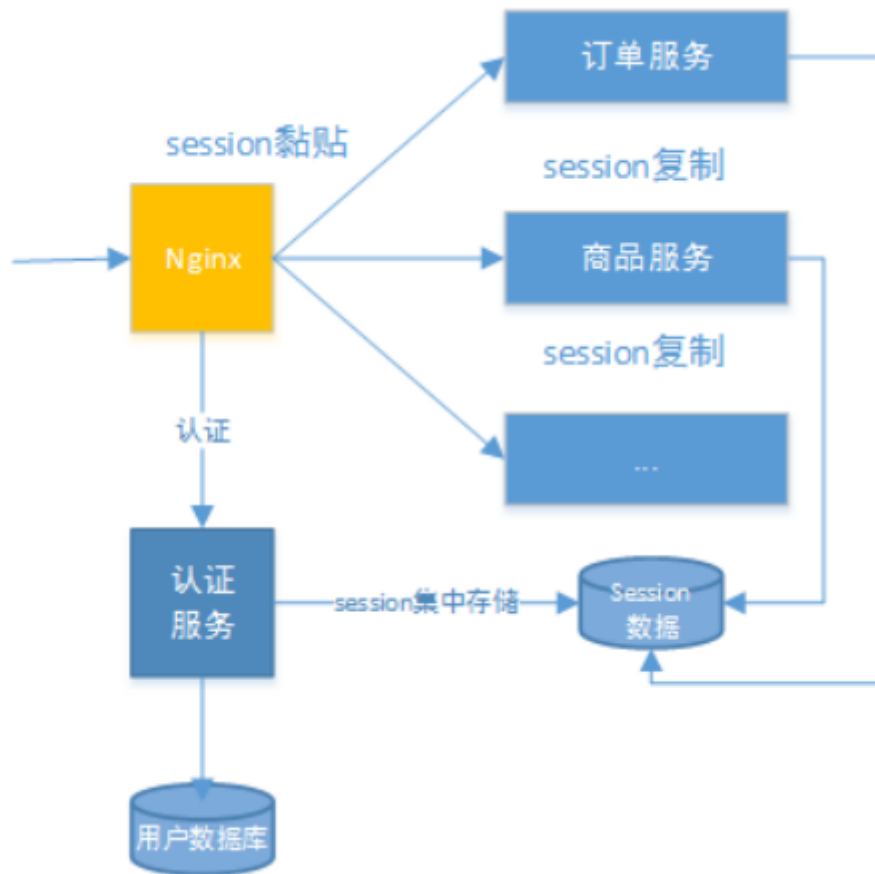 订单服务
session黏贴
session复制
Nginx
商品服务
session复制
认证
...
认证
服务
session集中存储
Session
数据
用户数据库